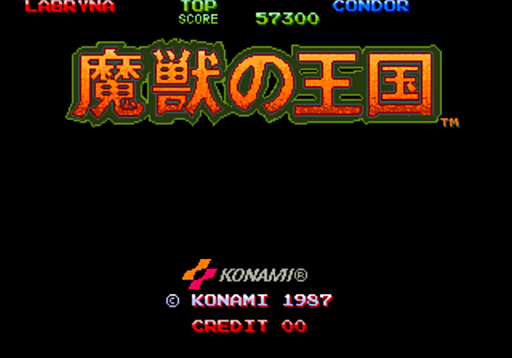 LABRYNA TOP CONDOR
SCORE 57300
魔獣の王国
TM
KONAMI®
© KONAMI 1987
CREDIT 00